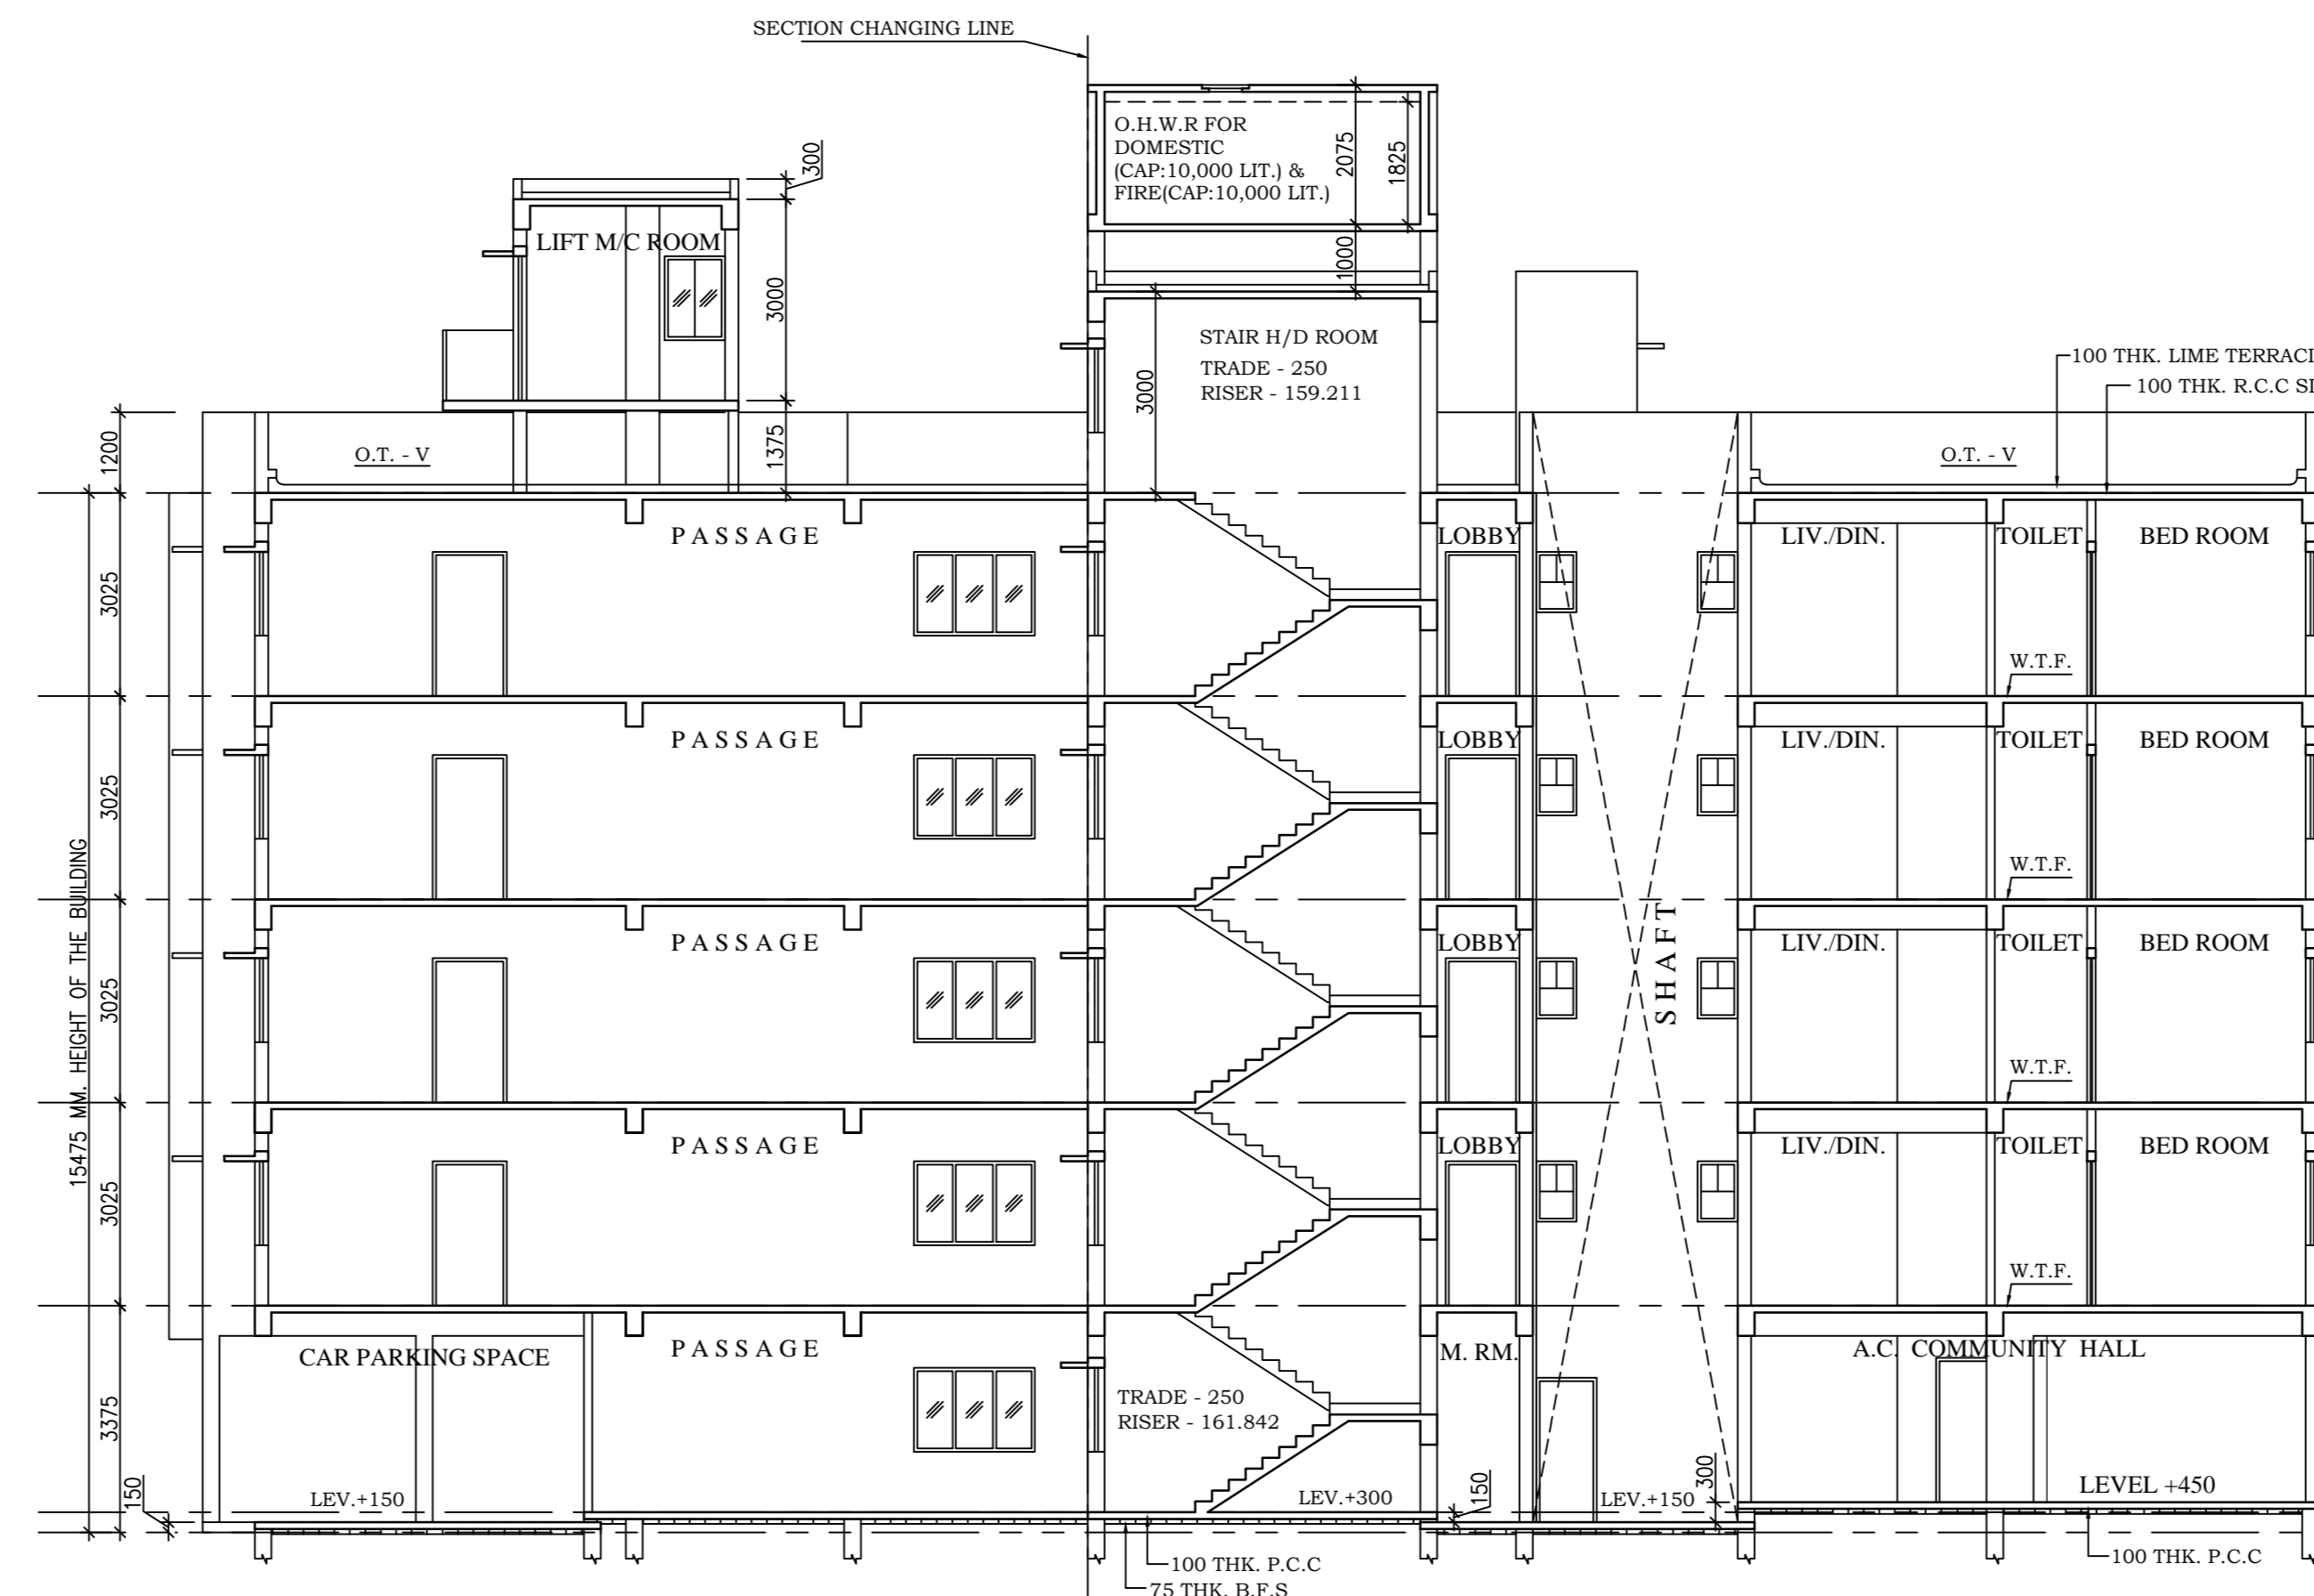 SECTION CHANGING LINE
O.H.W.R FOR
DOMESTIC
(CAP:10,000 LIT.) &
FIRE(CAP:10,000 LIT.)
2075
1825
1000
300
LIFT M/C ROOM
3000
1375
STAIR H/D ROOM
TRADE - 250
RISER - 159.211
3000
100 THK. LIME TERRACI
100 THK. R.C.C
1200
O.T. - V
O.T. - V
PASSAGE
LOBBY
LIV./DIN.
TOILET
BED ROOM
3025
W.T.F.
PASSAGE
LOBBY
LIV./DIN.
TOILET
BED ROOM
3025
W.T.F.
15475 MM. HEIGHT OF THE BUILDING
PASSAGE
LOBBY
SHAFT
LIV./DIN.
TOILET
BED ROOM
3025
W.T.F.
PASSAGE
LOBBY
LIV./DIN.
TOILET
BED ROOM
3025
W.T.F.
CAR PARKING SPACE
PASSAGE
M. RM.
A.C. COMMUNITY HALL
3375
TRADE - 250
RISER - 161.842
150
LEV.+150
LEV.+300
150
LEV.+150
300
LEVEL +450
100 THK. P.C.C
75 THK. B.F.S
100 THK. P.C.C